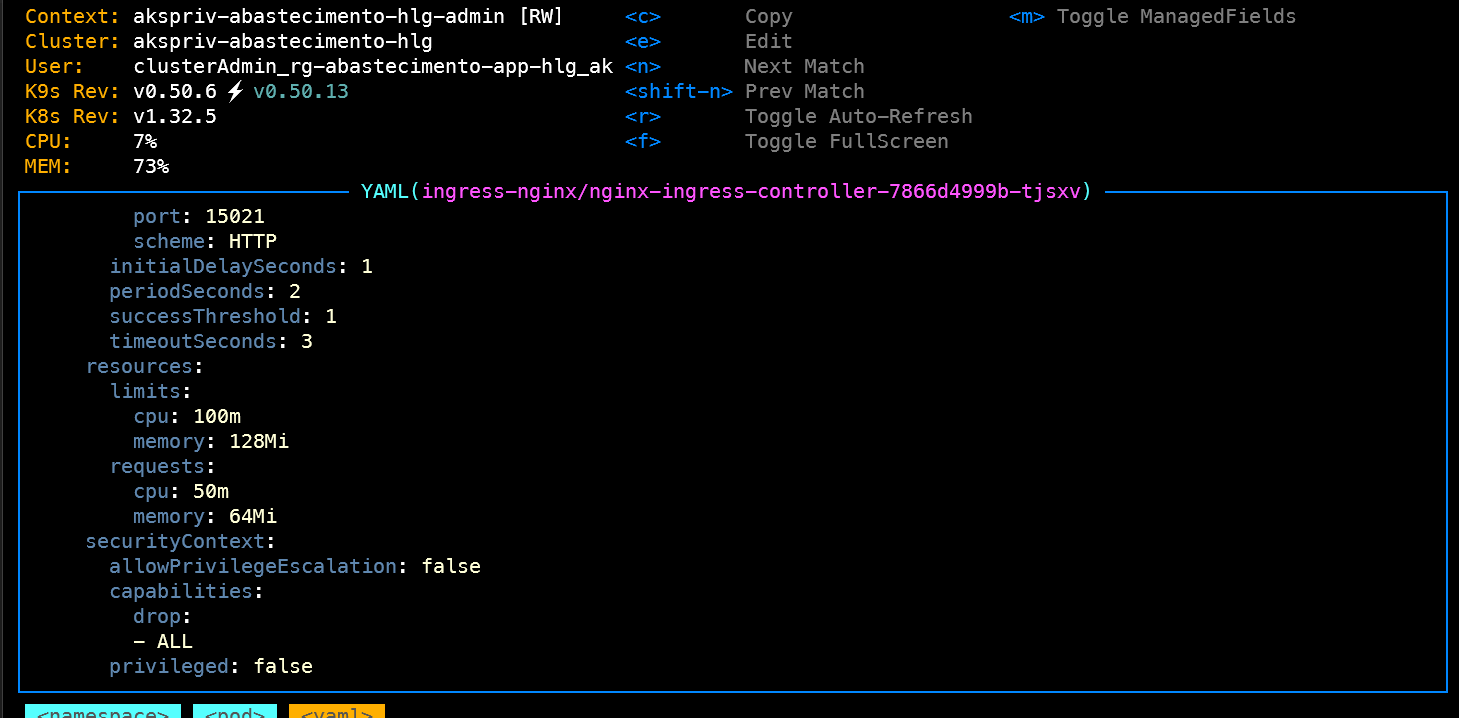 Context: akspriv-abastecimento-hlg-admin [RW] <c> Copy <m> Toggle ManagedFields
Cluster: akspriv-abastecimento-hlg <e> Edit
User: clusterAdmin_rg-abastecimento-app-hlg_ak <n> Next Match
K9s Rev: v0.50.6 ⚡ v0.50.13 <shift-n> Prev Match
K8s Rev: v1.32.5 <r> Toggle Auto-Refresh
CPU: 7% <f> Toggle FullScreen
MEM: 73%
YAML(ingress-nginx/nginx-ingress-controller-7866d4999b-tjsxv)
port: 15021
scheme: HTTP
initialDelaySeconds: 1
periodSeconds: 2
successThreshold: 1
timeoutSeconds: 3
resources:
limits:
cpu: 100m
memory: 128Mi
requests:
cpu: 50m
memory: 64Mi
securityContext:
allowPrivilegeEscalation: false
capabilities:
drop:
- ALL
privileged: false
<namespace> <pod> <yaml>